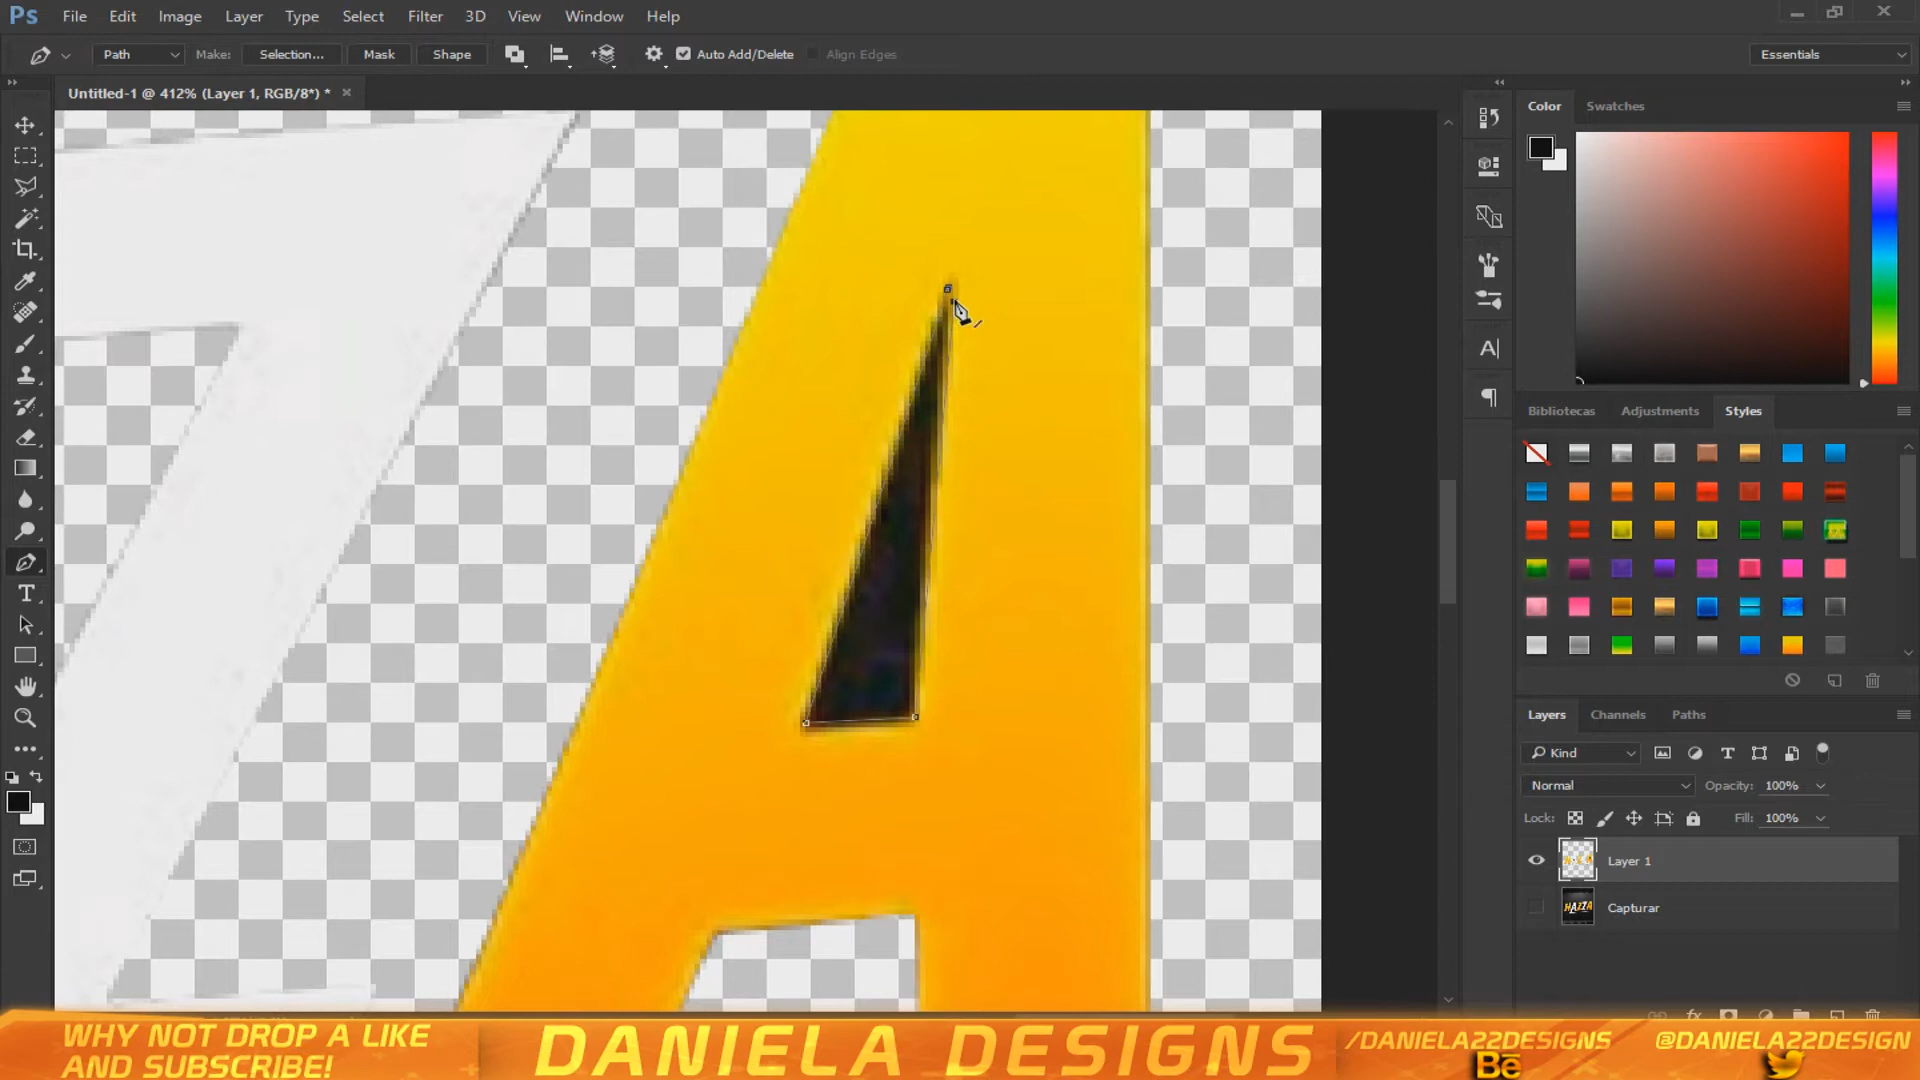 Ps File Edit Image Layer Type Select Filter 3D View Window Help
Path Make: Selection... Mask Shape Auto Add/Delete Align Edges Essentials
Untitled-1 @ 412% (Layer 1, RGB/8*) *
Color Swatches
A
Bibliotecas Adjustments Styles
Layers Channels Paths
Kind
Normal Opacity: 100%
Lock: Fill: 100%
Layer 1
HAZZA Capturar
WHY NOT DROP A LIKE
AND SUBSCRIBE!
DANIELA DESIGNS
/DANIELA22DESIGNS
Bē
@DANIELA22DESIGN